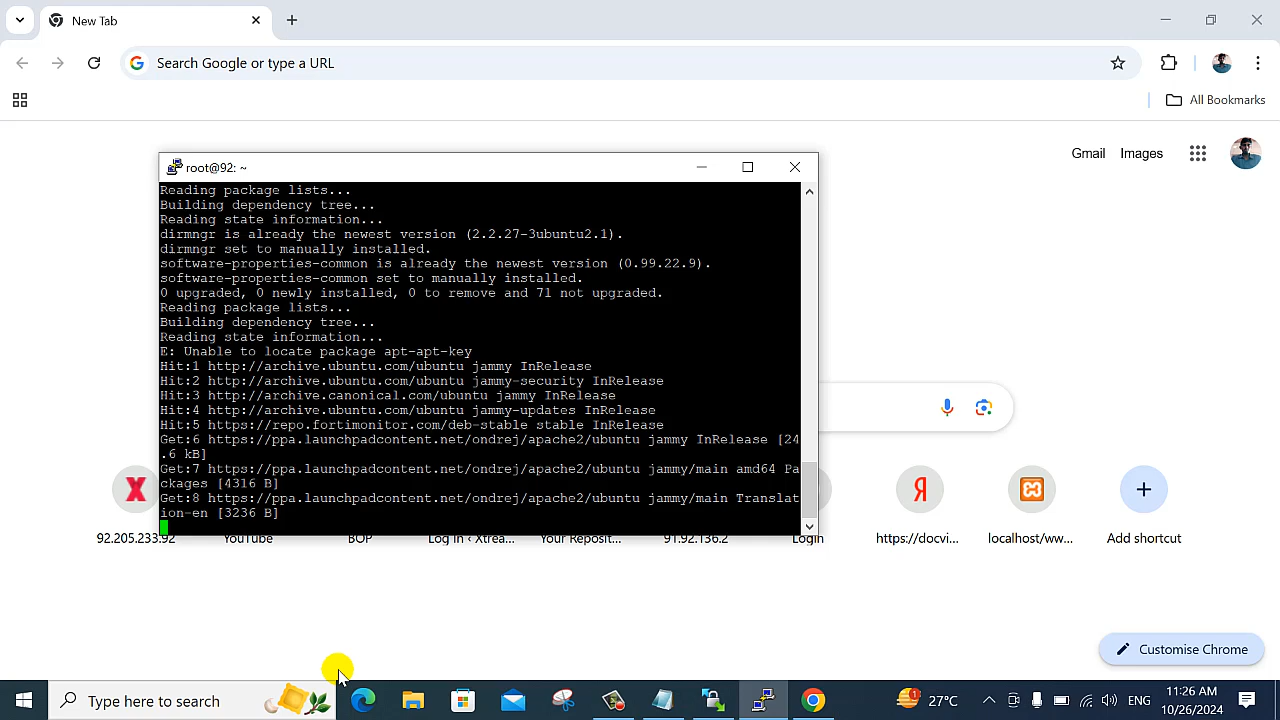 New Tab
Search Google or type a URL
All Bookmarks
Gmail
Images
root@92: ~
Reading package lists...
Building dependency tree...
Reading state information...
dirmngr is already the newest version (2.2.27-3ubuntu2.1).
dirmngr set to manually installed.
software-properties-common is already the newest version (0.99.22.9).
software-properties-common set to manually installed.
0 upgraded, 0 newly installed, 0 to remove and 71 not upgraded.
Reading package lists...
Building dependency tree...
Reading state information...
E: Unable to locate package apt-apt-key
Hit:1 http://archive.ubuntu.com/ubuntu jammy InRelease
Hit:2 http://archive.ubuntu.com/ubuntu jammy-security InRelease
Hit:3 http://archive.canonical.com/ubuntu jammy InRelease
Hit:4 http://archive.ubuntu.com/ubuntu jammy-updates InRelease
Hit:5 https://repo.fortimonitor.com/deb-stable stable InRelease
Get:6 https://ppa.launchpadcontent.net/ondrej/apache2/ubuntu jammy InRelease [24
.6 kB]
Get:7 https://ppa.launchpadcontent.net/ondrej/apache2/ubuntu jammy/main amd64 Pa
ckages [4316 B]
Get:8 https://ppa.launchpadcontent.net/ondrej/apache2/ubuntu jammy/main Translat
ion-en [3236 B]
92.205.233.92
YouTube
BOP
Log In ‹ Xtrea...
Your Reposit...
91.92.136.2
Login
https://docvi...
localhost/ww...
Add shortcut
Customise Chrome
Type here to search
27°C
ENG
11:26 AM
10/26/2024